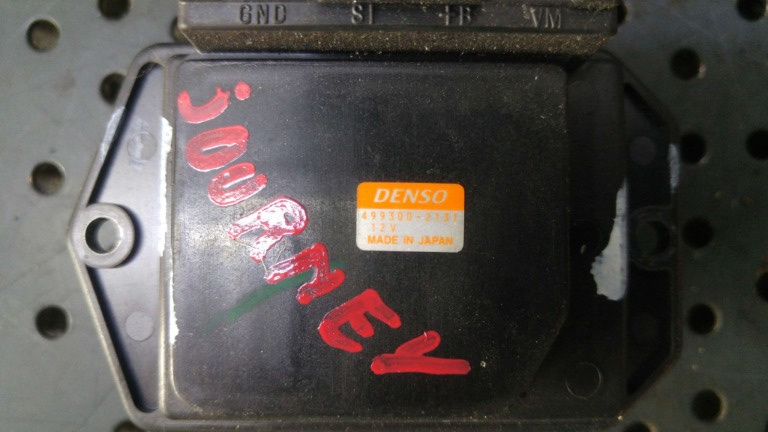 GND SI +B VM
JOURNEY
DENSO
499300-2131
12V
MADE IN JAPAN